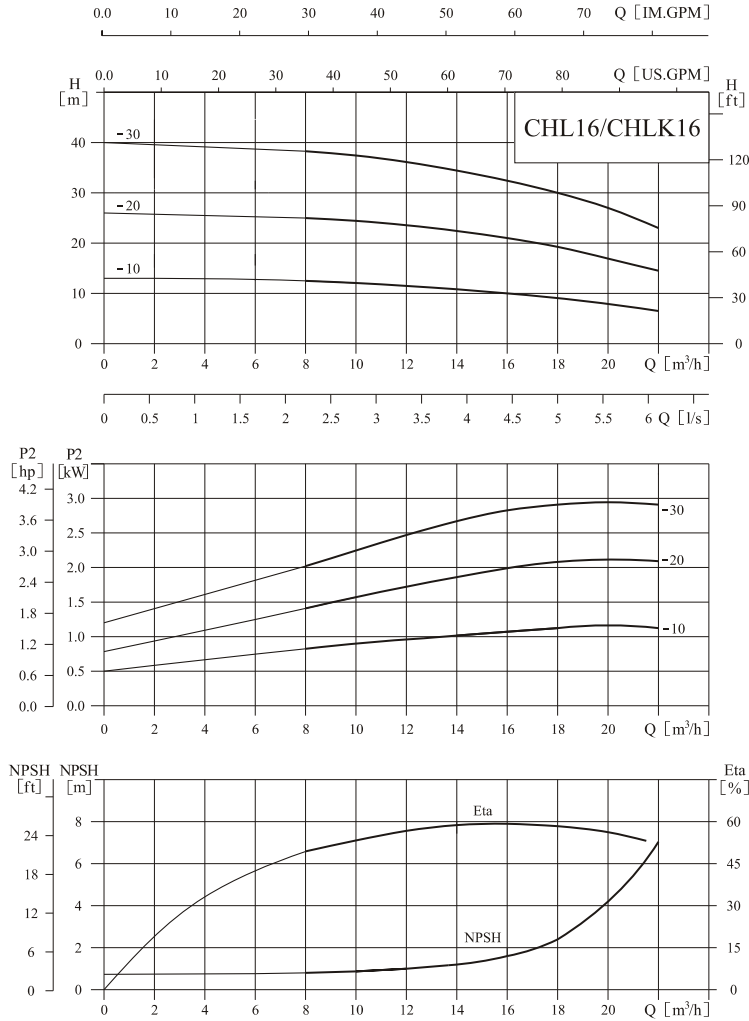 0.0 10 20 30 40 50 60 70 Q [IM.GPM]
0.0 10 20 30 40 50 60 70 80 Q [US.GPM]
H [m]
H [ft]
CHL16/CHLK16
40
30
20
10
0
120
90
60
30
0
-30
-20
-10
0 2 4 6 8 10 12 14 16 18 20 Q [m³/h]
0 0.5 1 1.5 2 2.5 3 3.5 4 4.5 5 5.5 6 Q [l/s]
P2 [hp]
P2 [kW]
4.2
3.6
3.0
2.4
1.8
1.2
0.6
0.0
3.0
2.5
2.0
1.5
1.0
0.5
0.0
-30
-20
-10
0 2 4 6 8 10 12 14 16 18 20 Q [m³/h]
NPSH [ft]
NPSH [m]
Eta [%]
24
18
12
6
0
8
6
4
2
0
60
45
30
15
0
Eta
NPSH
0 2 4 6 8 10 12 14 16 18 20 Q [m³/h]